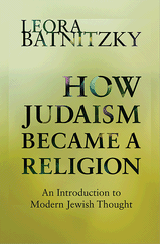 LEORA
BATNITZKY
HOW
JUDAISM
BECAME A
RELIGION
An Introduction to
Modern Jewish Thought